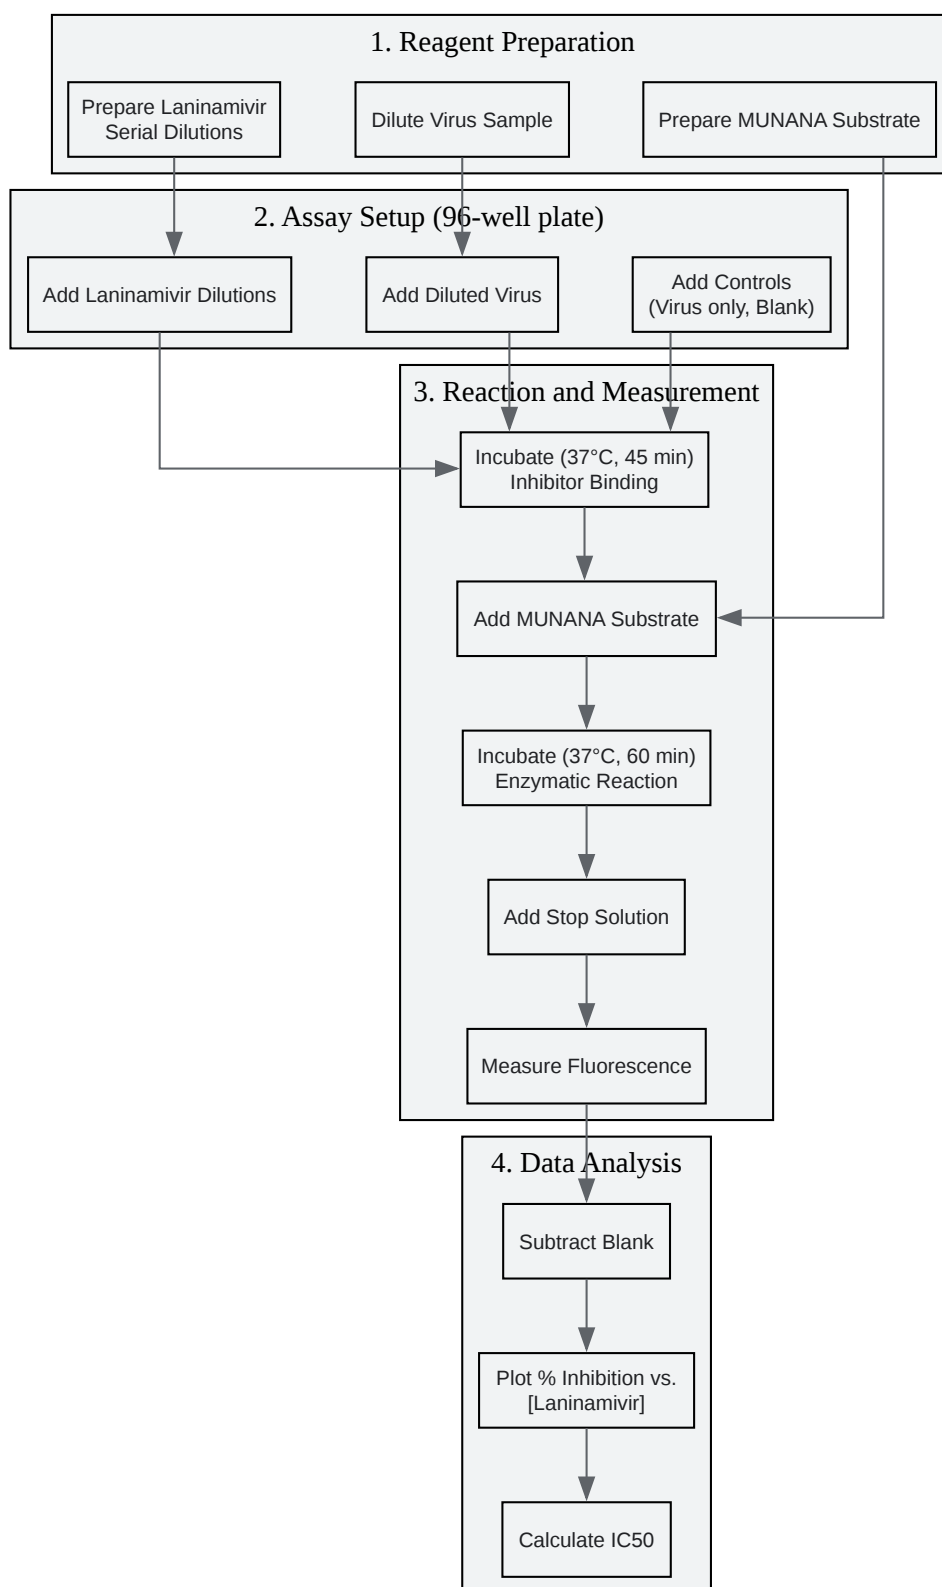 1. Reagent Preparation
Prepare Laninamivir
Serial Dilutions
Dilute Virus Sample
Prepare MUNANA Substrate
2. Assay Setup (96-well plate)
Add Laninamivir Dilutions
Add Diluted Virus
Add Controls
(Virus only, Blank)
3. Reaction and Measurement
Incubate (37°C, 45 min)
Inhibitor Binding
Add MUNANA Substrate
Incubate (37°C, 60 min)
Enzymatic Reaction
Add Stop Solution
Measure Fluorescence
4. Data Analysis
Subtract Blank
Plot % Inhibition vs.
[Laninamivir]
Calculate IC50